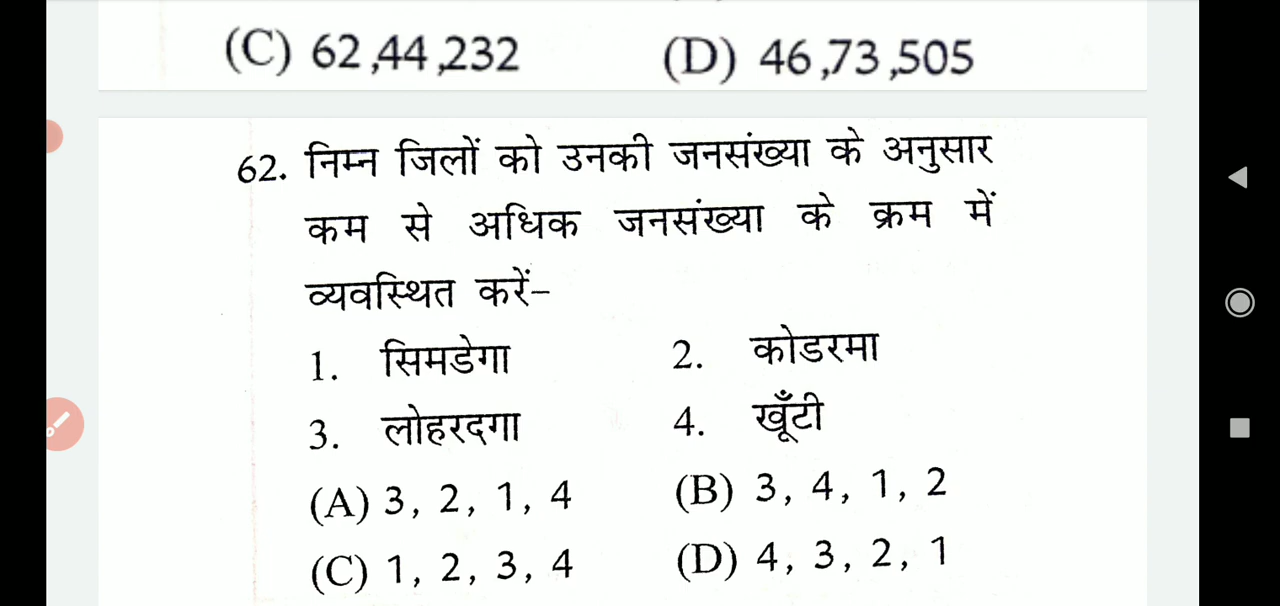 (C) 62,44,232 (D) 46,73,505
62. निम्न जिलों को उनकी जनसंख्या के अनुसार
कम से अधिक जनसंख्या के क्रम में
व्यवस्थित करें–
1. सिमडेगा 2. कोडरमा
3. लोहरदगा 4. खूँटी
(A) 3, 2, 1, 4 (B) 3, 4, 1, 2
(C) 1, 2, 3, 4 (D) 4, 3, 2, 1